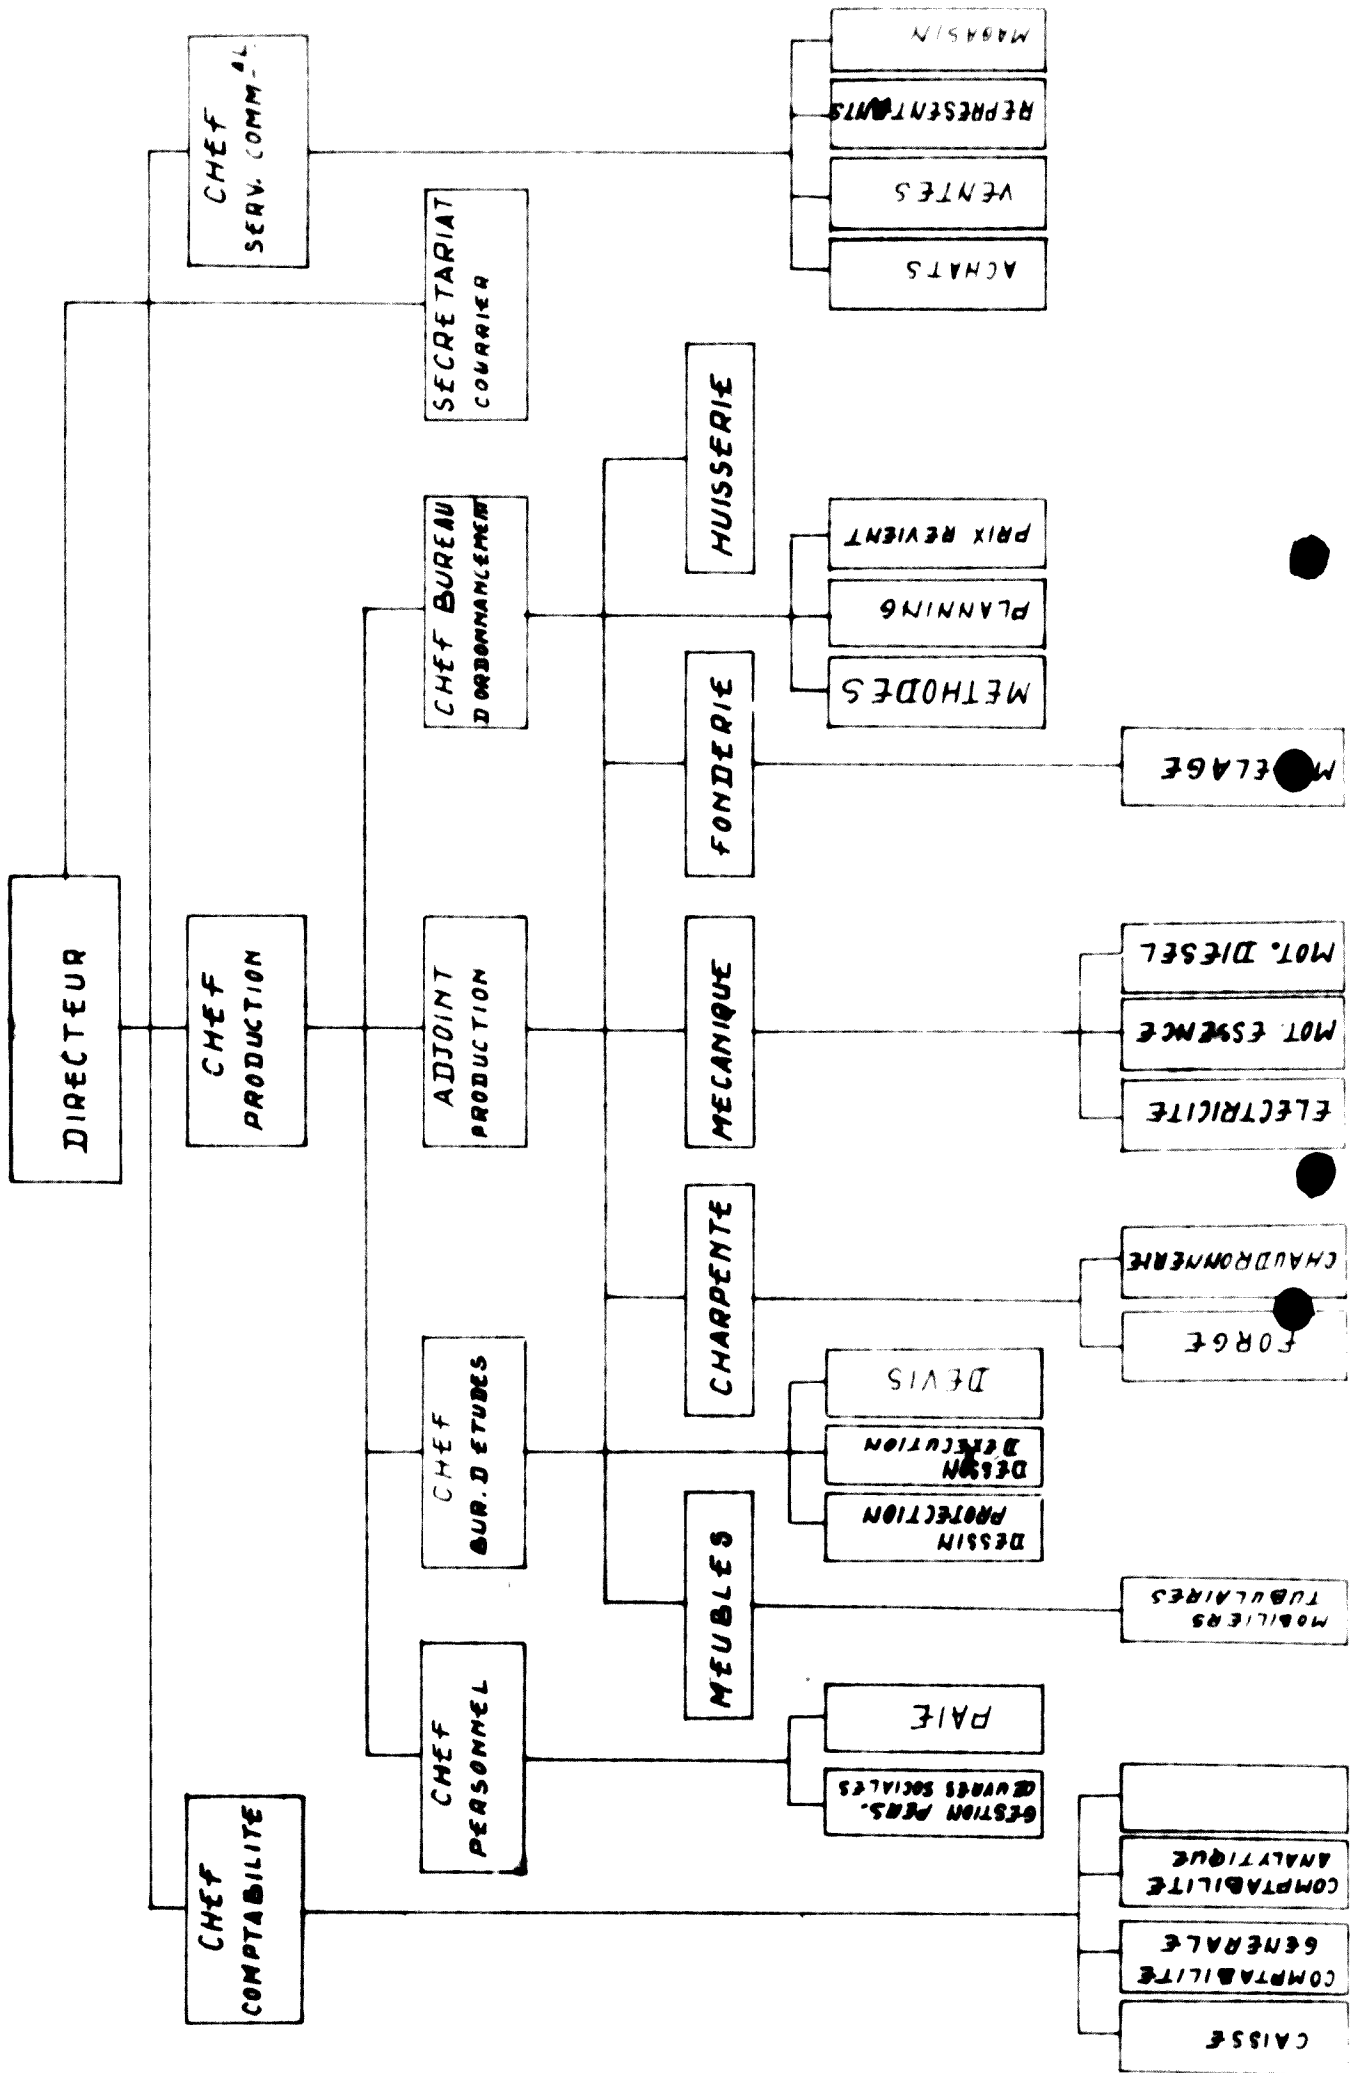 DIRECTEUR
CHEF
COMPTABILITE
CHEF
PRODUCTION
CHEF
SERV. COMM-AL
CHEF
PERSONNEL
CHEF
BUR. D ETUDES
ADJOINT
PRODUCTION
CHEF BUREAU
D ORDONNANCEMENT
SECRETARIAT
COURRIER
MEUBLES
CHARPENTE
MECANIQUE
FONDERIE
HUISSERIE
GESTION PERS.
ŒUVRES SOCIALES
PAIE
DESSIN
PROTECTION
DESSIN
DEXECUTION
DEVIS
METHODES
PLANNING
PRIX REVIENT
ACHATS
VENTES
REPRESENTANTS
MAGASIN
CAISSE
COMPTABILITE
GENERALE
COMPTABILITE
ANALYTIQUE
MOBILIERS
TUBULAIRES
FORGE
CHAUDRONNERIE
ELECTRICITE
MOT. ESSENCE
MOT. DIESEL